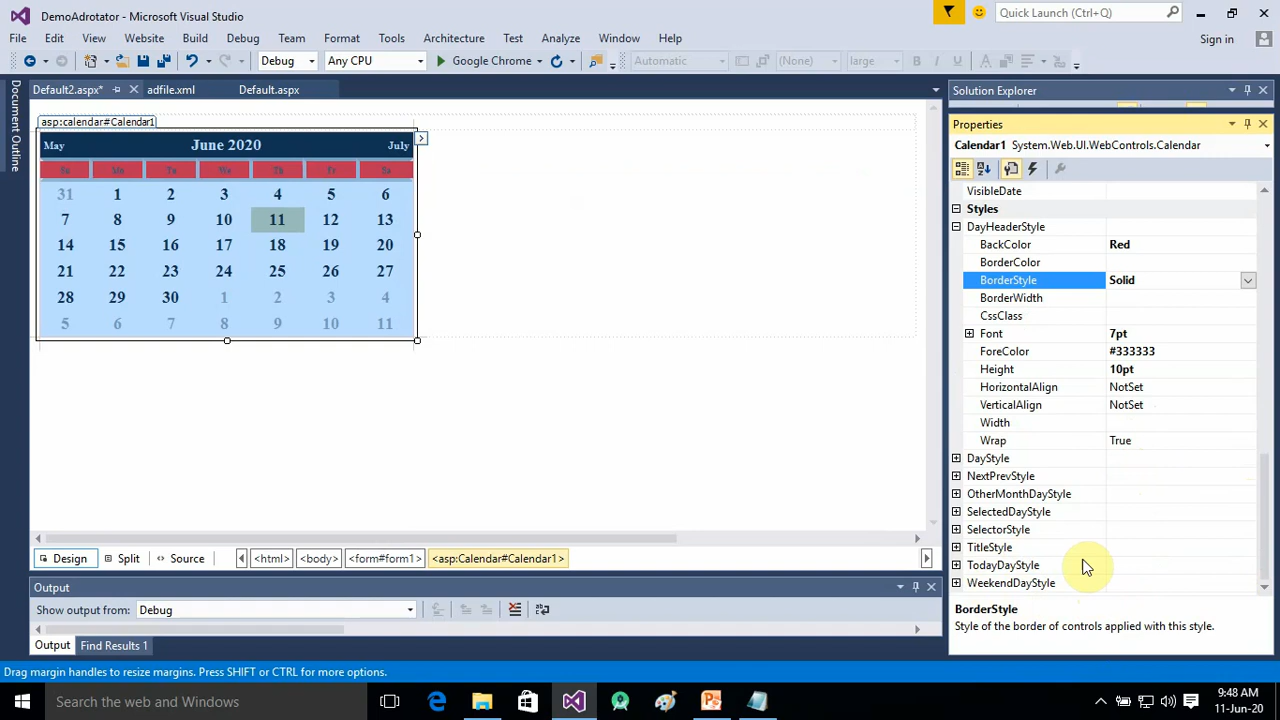 DemoAdrotator - Microsoft Visual Studio
Quick Launch (Ctrl+Q)
File Edit View Website Build Debug Team Format Tools Architecture Test Analyze Window Help
Sign in
Debug Any CPU Google Chrome Automatic (None) large B I U
Document Outline
Default2.aspx* adfile.xml Default.aspx
Solution Explorer
asp:calendar#Calendar1
Properties
Calendar1 System.Web.UI.WebControls.Calendar
May June 2020 July
Su Mo Tu We Th Fr Sa
31 1 2 3 4 5 6
7 8 9 10 11 12 13
14 15 16 17 18 19 20
21 22 23 24 25 26 27
28 29 30 1 2 3 4
5 6 7 8 9 10 11
VisibleDate
Styles
DayHeaderStyle
BackColor Red
BorderColor
BorderStyle Solid
BorderWidth
CssClass
Font 7pt
ForeColor #333333
Height 10pt
HorizontalAlign NotSet
VerticalAlign NotSet
Width
Wrap True
DayStyle
NextPrevStyle
OtherMonthDayStyle
SelectedDayStyle
SelectorStyle
TitleStyle
TodayDayStyle
WeekendDayStyle
BorderStyle
Style of the border of controls applied with this style.
Design Split Source <html> <body> <form#form1> <asp:Calendar#Calendar1>
Output
Show output from: Debug
Output Find Results 1
Drag margin handles to resize margins. Press SHIFT or CTRL for more options.
Search the web and Windows
9:48 AM
11-Jun-20